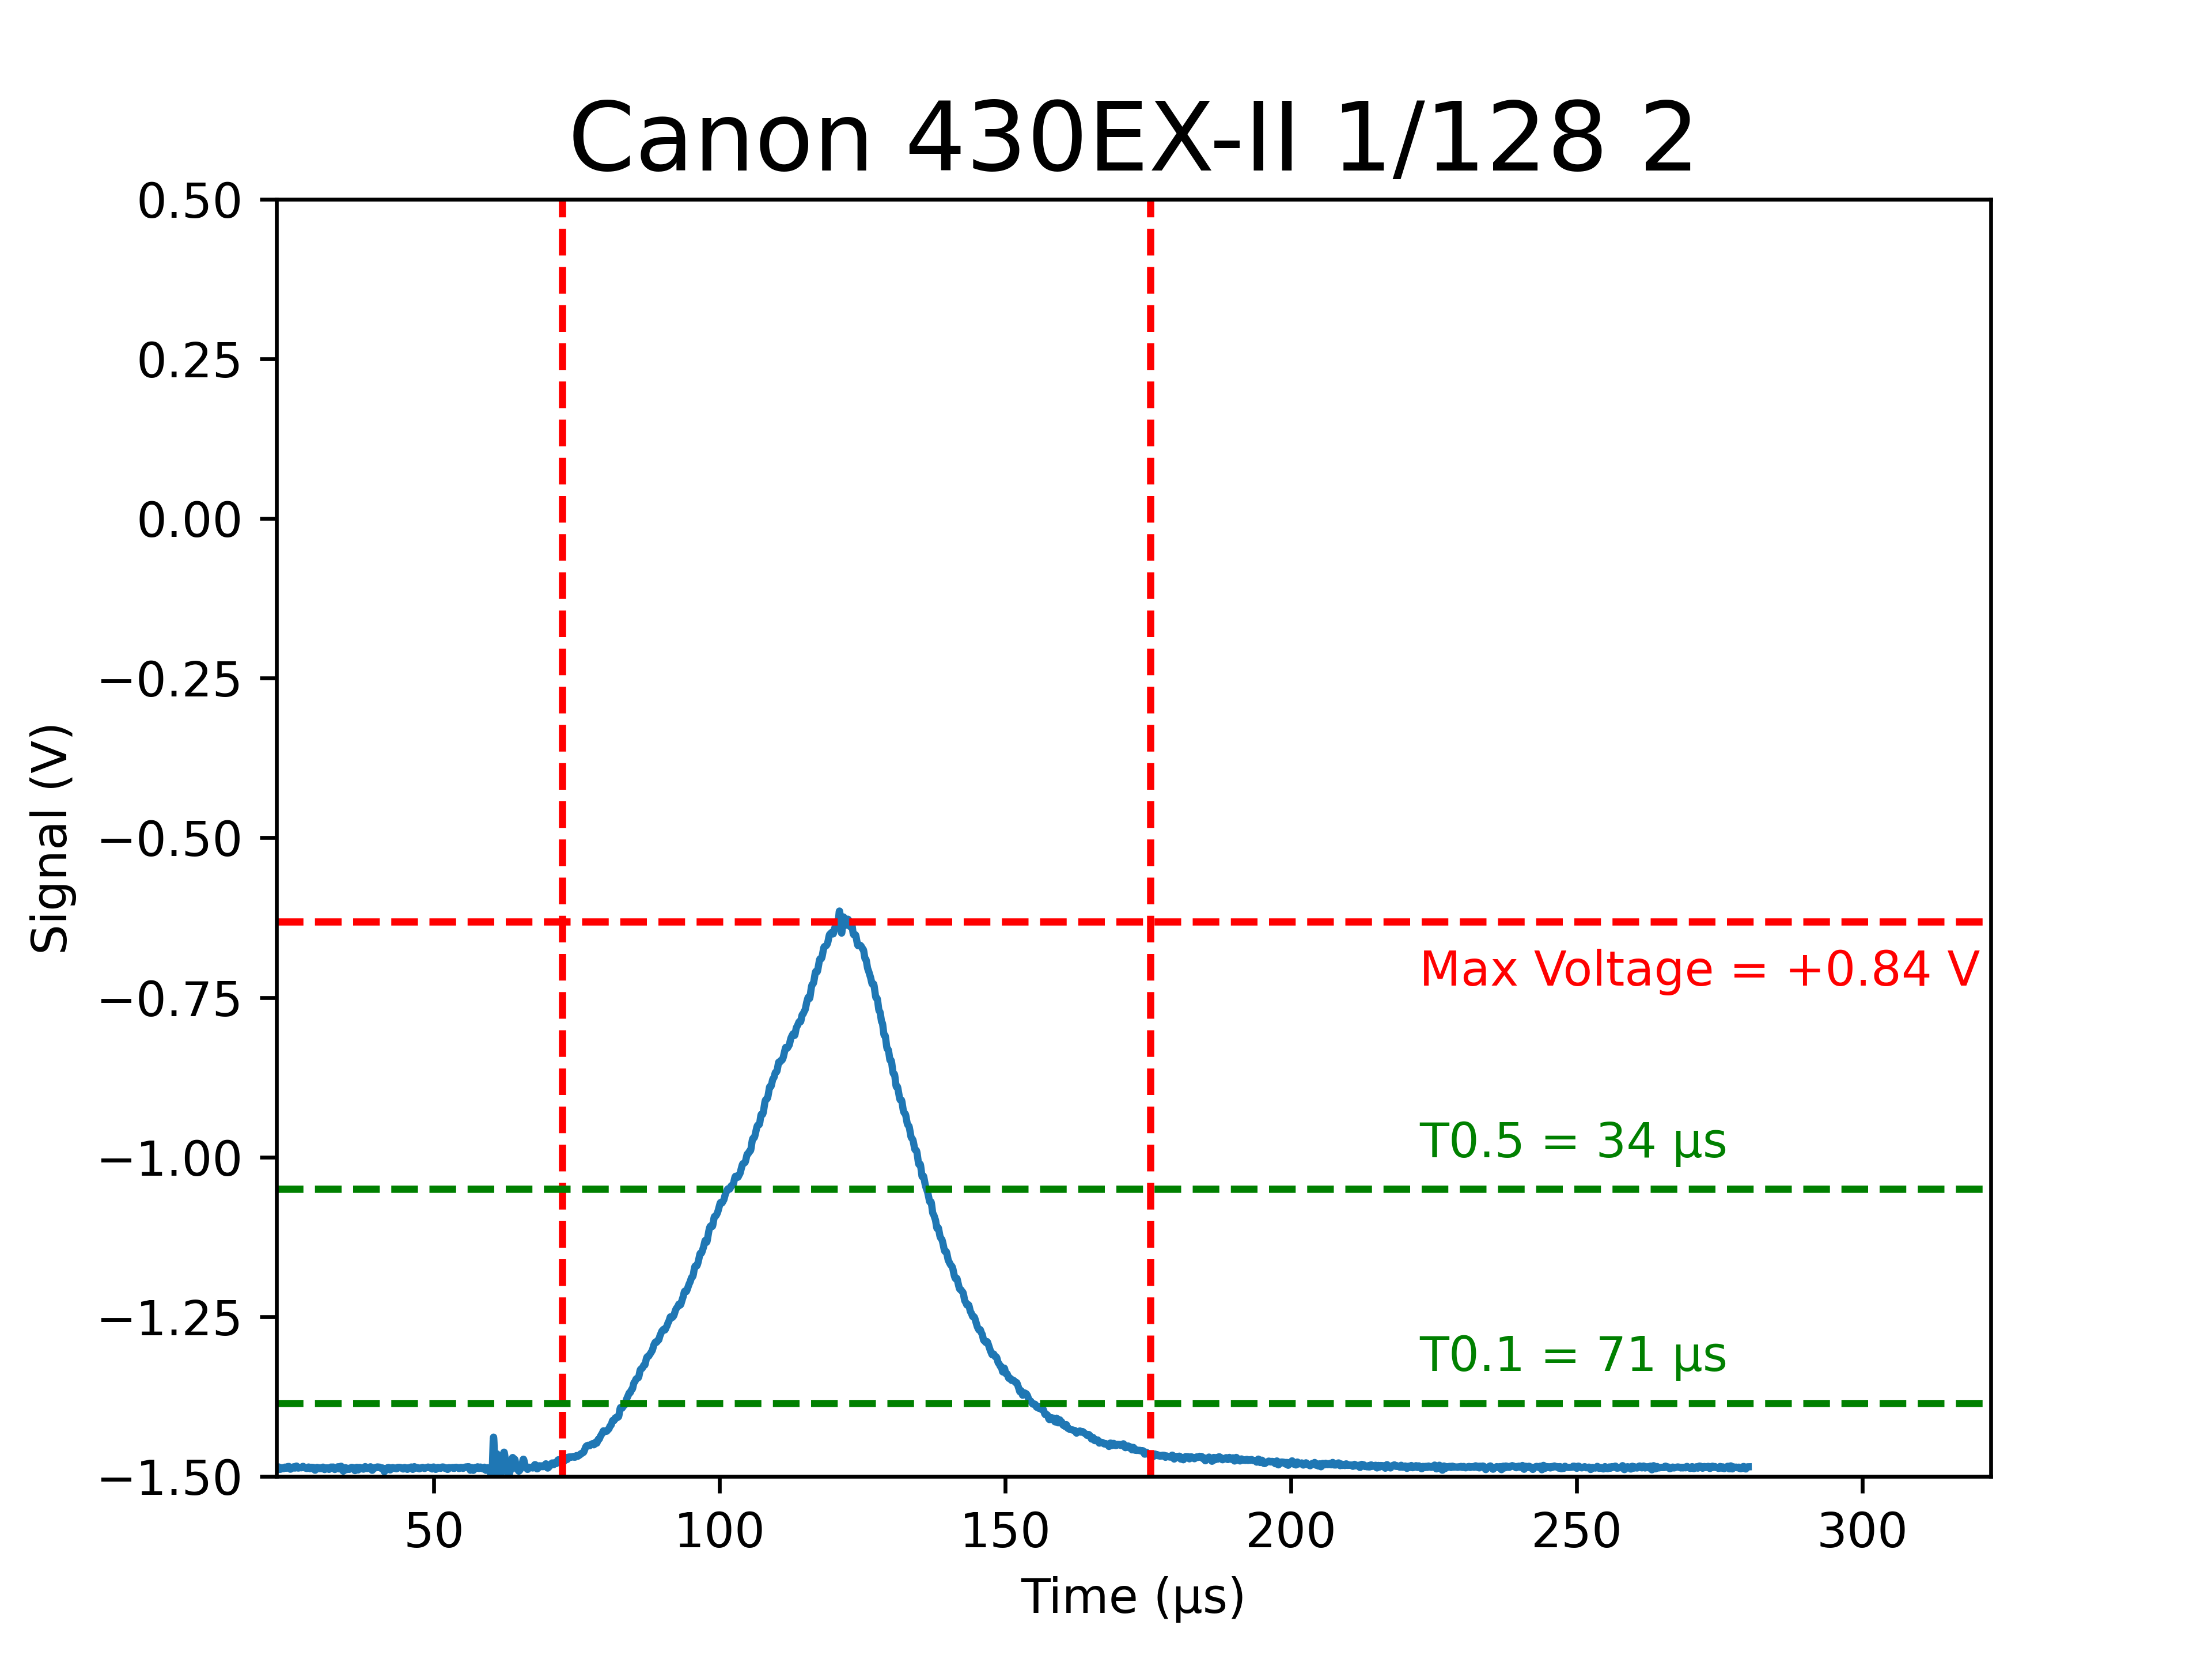 Canon 430EX-II 1/128 2
0.50
0.25
0.00
−0.25
−0.50
−0.75
−1.00
−1.25
−1.50
Signal (V)
Max Voltage = +0.84 V
T0.5 = 34 µs
T0.1 = 71 µs
50 100 150 200 250 300
Time (µs)